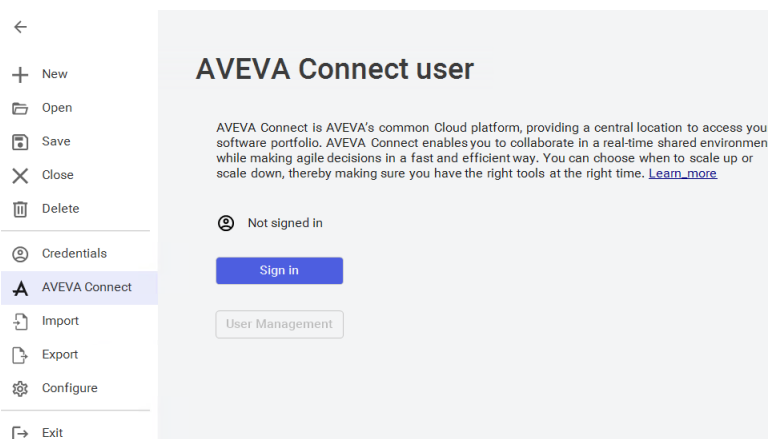 New
Open
Save
Close
Delete
Credentials
AVEVA Connect
Import
Export
Configure
Exit
AVEVA Connect user
AVEVA Connect is AVEVA's common Cloud platform, providing a central location to access you
software portfolio. AVEVA Connect enables you to collaborate in a real-time shared environmen
while making agile decisions in a fast and efficient way. You can choose when to scale up or
scale down, thereby making sure you have the right tools at the right time. Learn_more
Not signed in
Sign in
User Management